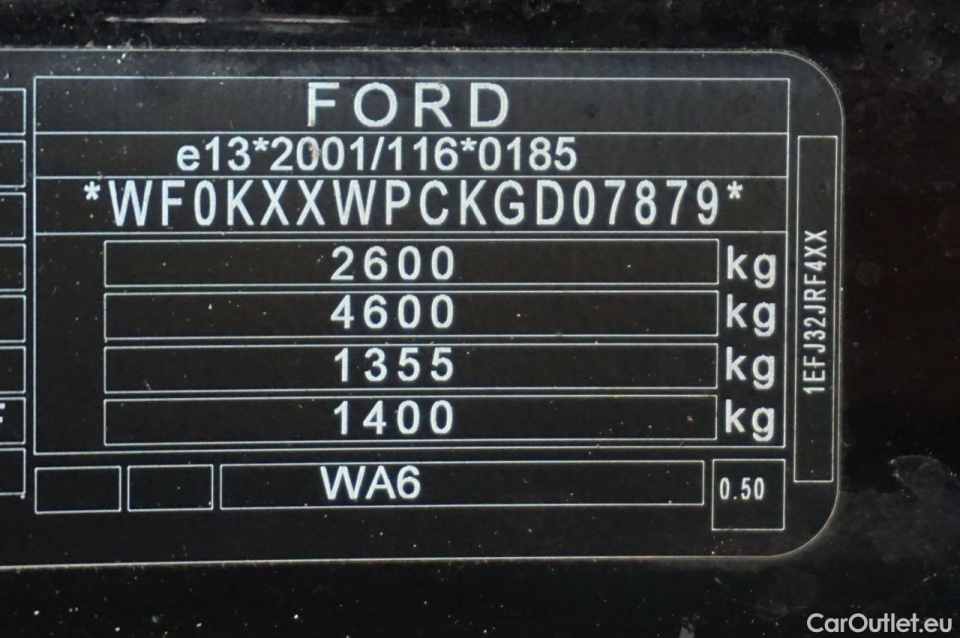 FORD
e13*2001/116*0185
*WF0KXXWPCKGD07879*
2600 kg
4600 kg
1355 kg
1400 kg
WA6
0.50
1EFJ32JRF4XX
F
CarOutlet.eu